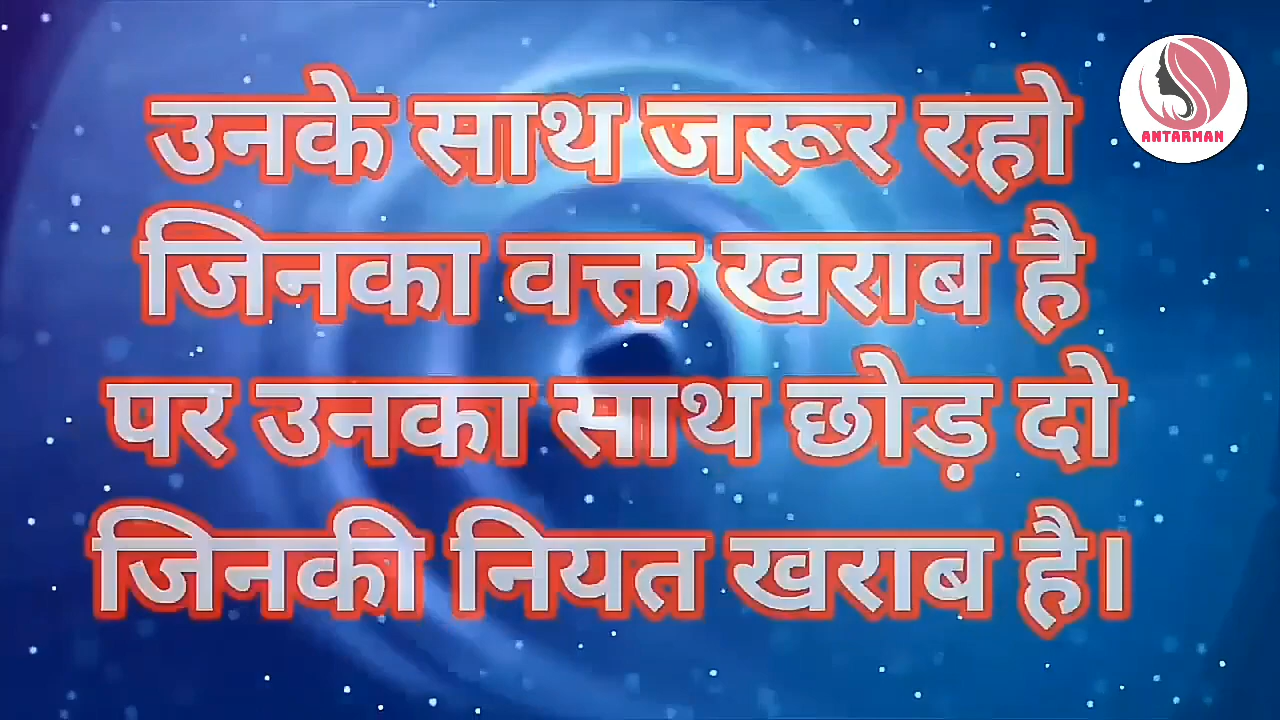 उनके साथ जरूर रहो
जिनका वक्त खराब है
पर उनका साथ छोड़ दो
जिनकी नियत खराब है।
ANTARMAN